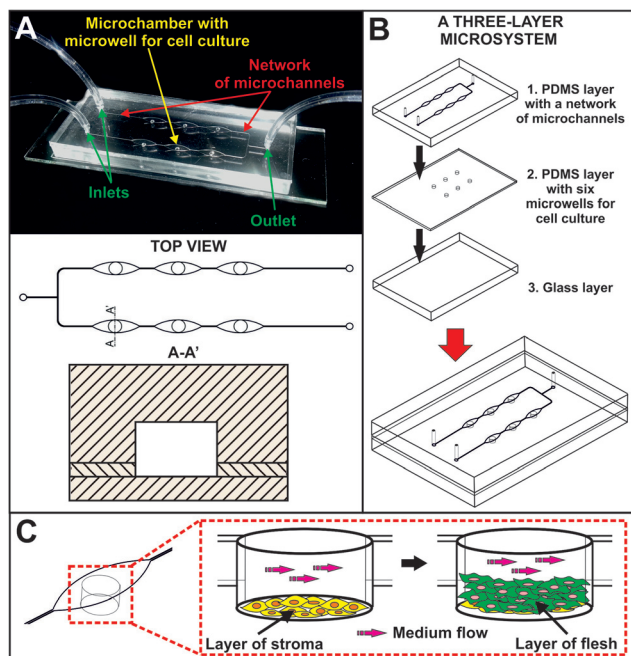 A
Microchamber with
microwell for cell culture
Network
of microchannels
Inlets
Outlet
TOP VIEW
A'
A
A-A'
B
A THREE-LAYER
MICROSYSTEM
1. PDMS layer
with a network of
microchannels
2. PDMS layer
with six
microwells for
cell culture
3. Glass layer
C
Layer of stroma
Medium flow
Layer of flesh